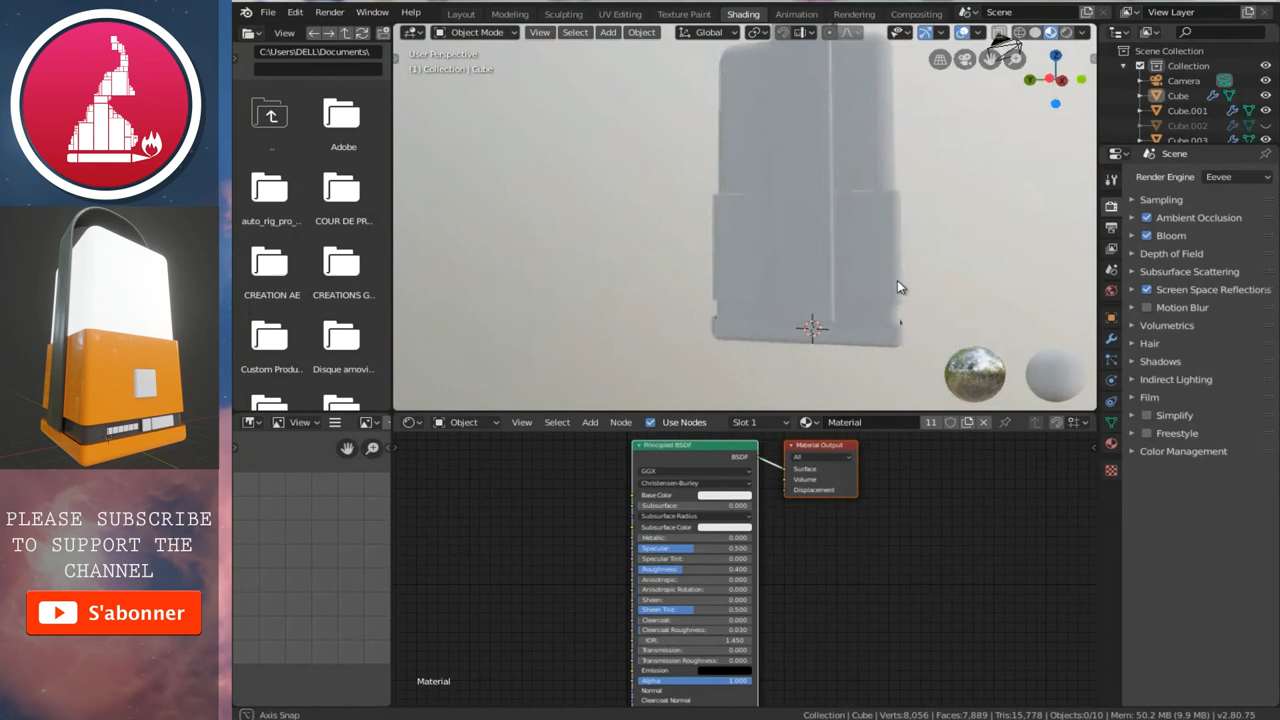 File Edit Render Window Help
Layout Modeling Sculpting UV Editing Texture Paint Shading Animation Rendering Compositing
Scene
View Layer
View
Object Mode
View Select Add Object
Global
C:\Users\DELL\Documents\
..
Adobe
auto_rig_pro_..
COUR DE PR...
CREATION AE
CREATIONS G...
Custom Produ...
Disque amovi...
User Perspective
(1) Collection | Cube
Scene Collection
Collection
Camera
Cube
Cube.001
Cube.002
Cube.003
Scene
Render Engine Eevee
Sampling
Ambient Occlusion
Bloom
Depth of Field
Subsurface Scattering
Screen Space Reflections
Motion Blur
Volumetrics
Hair
Shadows
Indirect Lighting
Film
Simplify
Freestyle
Color Management
View
Object
View Select Add Node
Use Nodes
Slot 1
Material
11
Principled BSDF
BSDF
GGX
Christensen-Burley
Base Color
Subsurface: 0.000
Subsurface Radius
Subsurface Color
Metallic: 0.000
Specular: 0.500
Specular Tint: 0.000
Roughness: 0.400
Anisotropic: 0.000
Anisotropic Rotation: 0.000
Sheen: 0.000
Sheen Tint: 0.500
Clearcoat: 0.000
Clearcoat Roughness: 0.030
IOR: 1.450
Transmission: 0.000
Transmission Roughness: 0.000
Emission
Alpha: 1.000
Normal
Clearcoat Normal
Material Output
All
Surface
Volume
Displacement
Material
PLEASE SUBSCRIBE
TO SUPPORT THE
CHANNEL
S'abonner
Axis Snap
Collection | Cube | Verts:8,056 | Faces:7,889 | Tris:15,778 | Objects:0/10 | Mem: 50.2 MB (9.9 MB) | v2.80.75